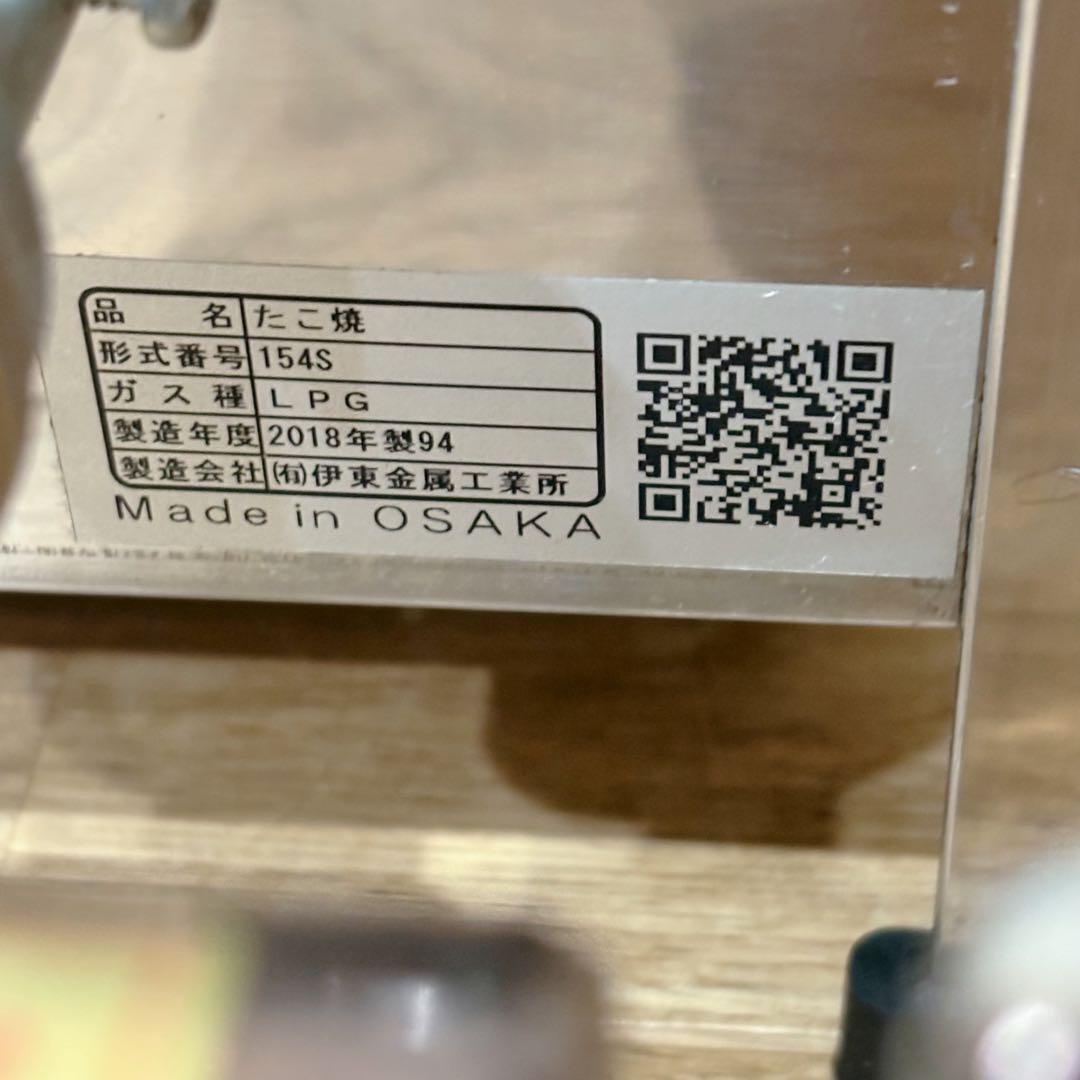 品名 たこ焼
形式番号 154S
ガス種 LPG
製造年度 2018年製94
製造会社 ㈲伊東金属工業所
Made in OSAKA